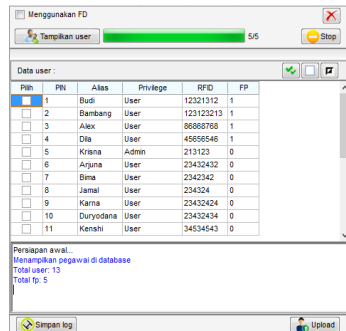 Menggunakan FD
Tampilkan user 5/5 Stop
Data user :
Pilih PIN Alias Privilege RFID FP
1 Budi User 12321312 1
2 Bambang User 123123213 1
3 Alex User 86868768 1
4 Dila User 45656546 1
5 Krisna Admin 213123 0
6 Arjuna User 23432432 0
7 Bima User 2342342 0
8 Jamal User 234324 0
9 Karna User 23424324 0
10 Duryodana User 23432434 0
11 Kenshi User 34534543 0
Persiapan awal...
Menampilkan pegawai di database
Total user: 13
Total fp: 5
Simpan log Upload